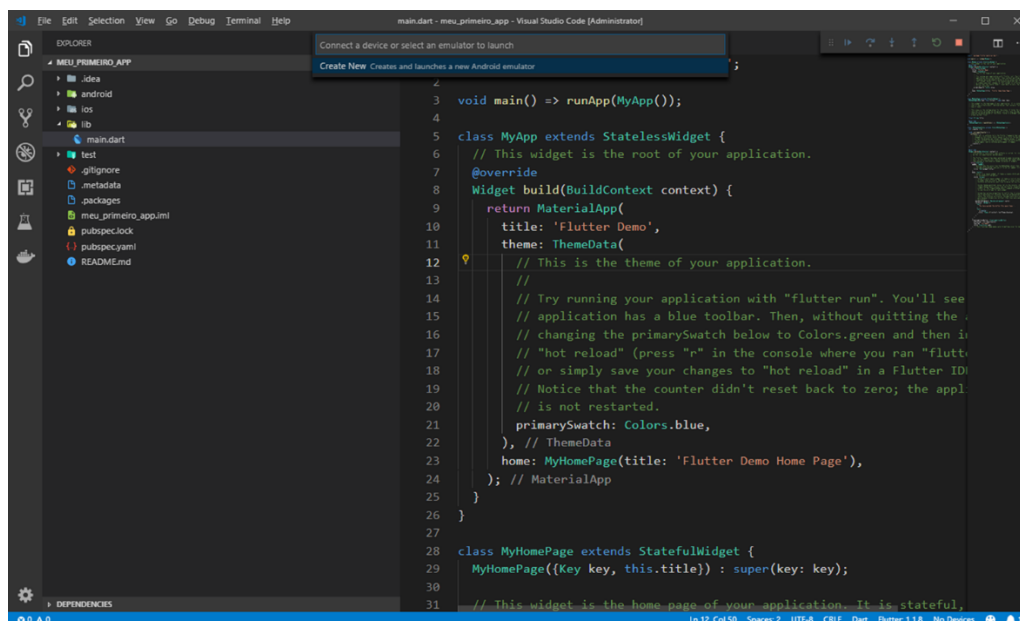 File Edit Selection View Go Debug Terminal Help
main.dart - meu_primeiro_app - Visual Studio Code [Administrator]
EXPLORER
MEU_PRIMEIRO_APP
.idea
android
ios
lib
main.dart
test
.gitignore
.metadata
.packages
meu_primeiro_app.iml
pubspec.lock
pubspec.yaml
README.md
DEPENDENCIES
Connect a device or select an emulator to launch
Create New Creates and launches a new Android emulator
';
2
3 void main() => runApp(MyApp());
4
5 class MyApp extends StatelessWidget {
6 // This widget is the root of your application.
7 @override
8 Widget build(BuildContext context) {
9 return MaterialApp(
10 title: 'Flutter Demo',
11 theme: ThemeData(
12 // This is the theme of your application.
13 //
14 // Try running your application with "flutter run". You'll see
15 // application has a blue toolbar. Then, without quitting the
16 // changing the primarySwatch below to Colors.green and then
17 // "hot reload" (press "r" in the console where you ran
18 // or simply save your changes to "hot reload" in a Flutter
19 // Notice that the counter didn't reset back to zero; the
20 // is not restarted.
21 primarySwatch: Colors.blue,
22 ), // ThemeData
23 home: MyHomePage(title: 'Flutter Demo Home Page'),
24 ); // MaterialApp
25 }
26 }
27
28 class MyHomePage extends StatefulWidget {
29 MyHomePage({Key key, this.title}) : super(key: key);
30
31 // This widget is the home page of your application. It is stateful,
0 0 Ln 12, Col 50 Spaces: 2 UTF-8 CRLF Dart Flutter: 1.1.8 No Devices